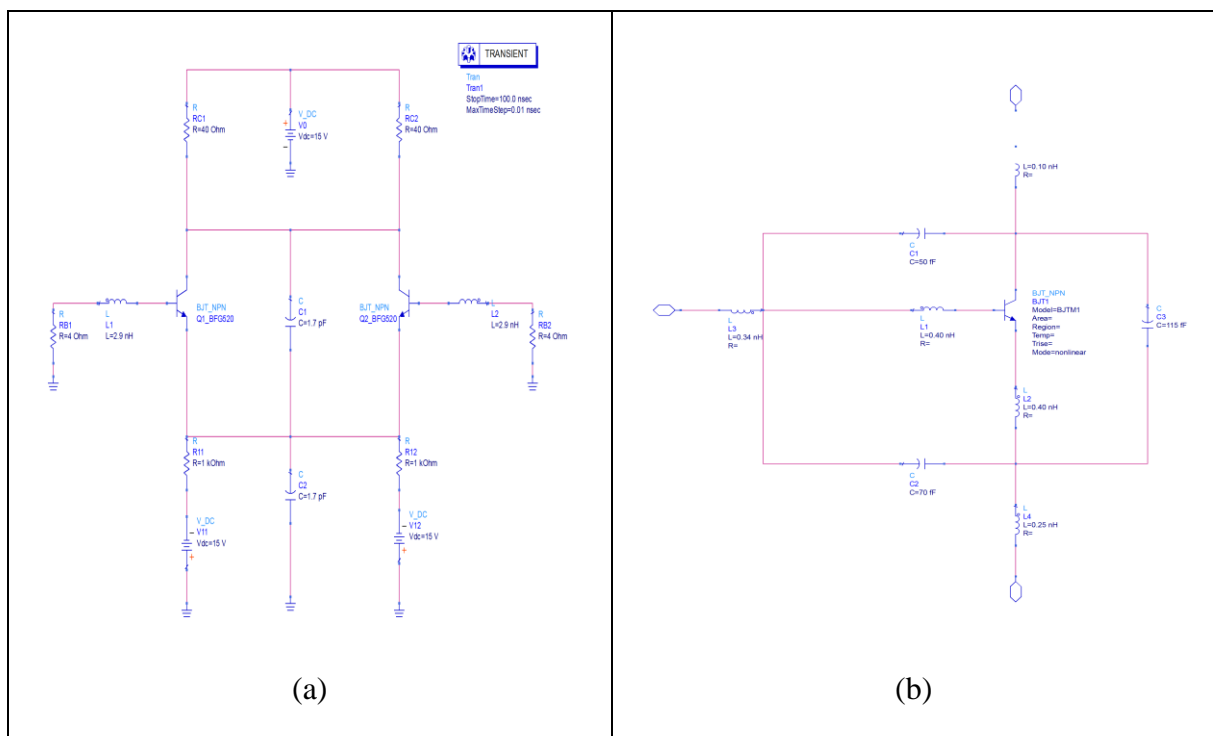 TRANSIENT
Tran
Tran1
StopTime=100.0 nsec
MaxTimeStep=0.01 nsec
R
RC1
R=40 Ohm
V_DC
V0
Vdc=15 V
+
−
R
RC2
R=40 Ohm
R
RB1
R=4 Ohm
L
L1
L=2.9 nH
BJT_NPN
Q1_BFG520
C
C1
C=1.7 pF
BJT_NPN
Q2_BFG520
L
L2
L=2.9 nH
R
RB2
R=4 Ohm
R
R11
R=1 kOhm
C
C2
C=1.7 pF
R
R12
R=1 kOhm
V_DC
V11
Vdc=15 V
−
+
V_DC
V12
Vdc=15 V
−
+
(a)
L=0.10 nH
R=
C
C1
C=50 fF
L
L3
L=0.34 nH
R=
L
L1
L=0.40 nH
R=
BJT_NPN
BJT1
Model=BJTM1
Area=
Region=
Temp=
Trise=
Mode=nonlinear
C
C3
C=115 fF
L
L2
L=0.40 nH
R=
C
C2
C=70 fF
L
L4
L=0.25 nH
R=
(b)